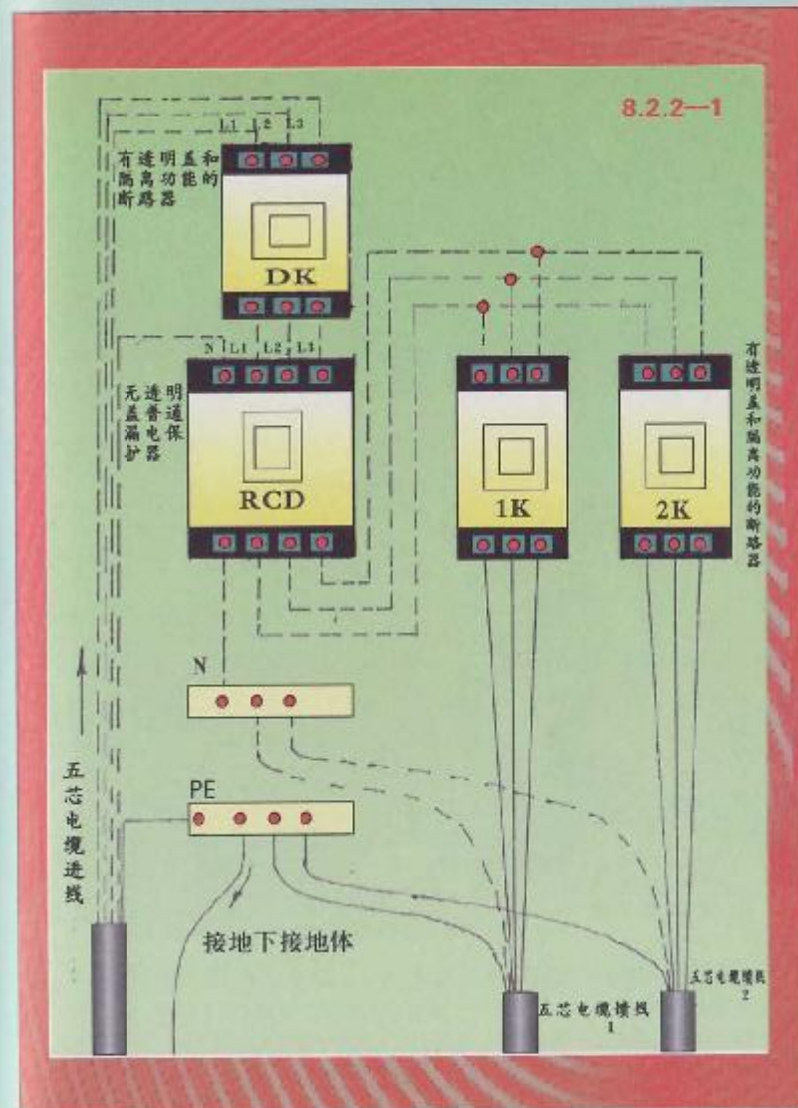 8.2.2—1
L1 L2 L3
有透明盖和
隔离功能的
断路器
DK
N L1 L2 L3
无透明
盖普通
漏电保
护器
RCD
1K
2K
有透明盖和隔离功能的断路器
N
PE
五芯电缆进线
接地下接地体
五芯电缆馈线
1
五芯电缆馈线
2